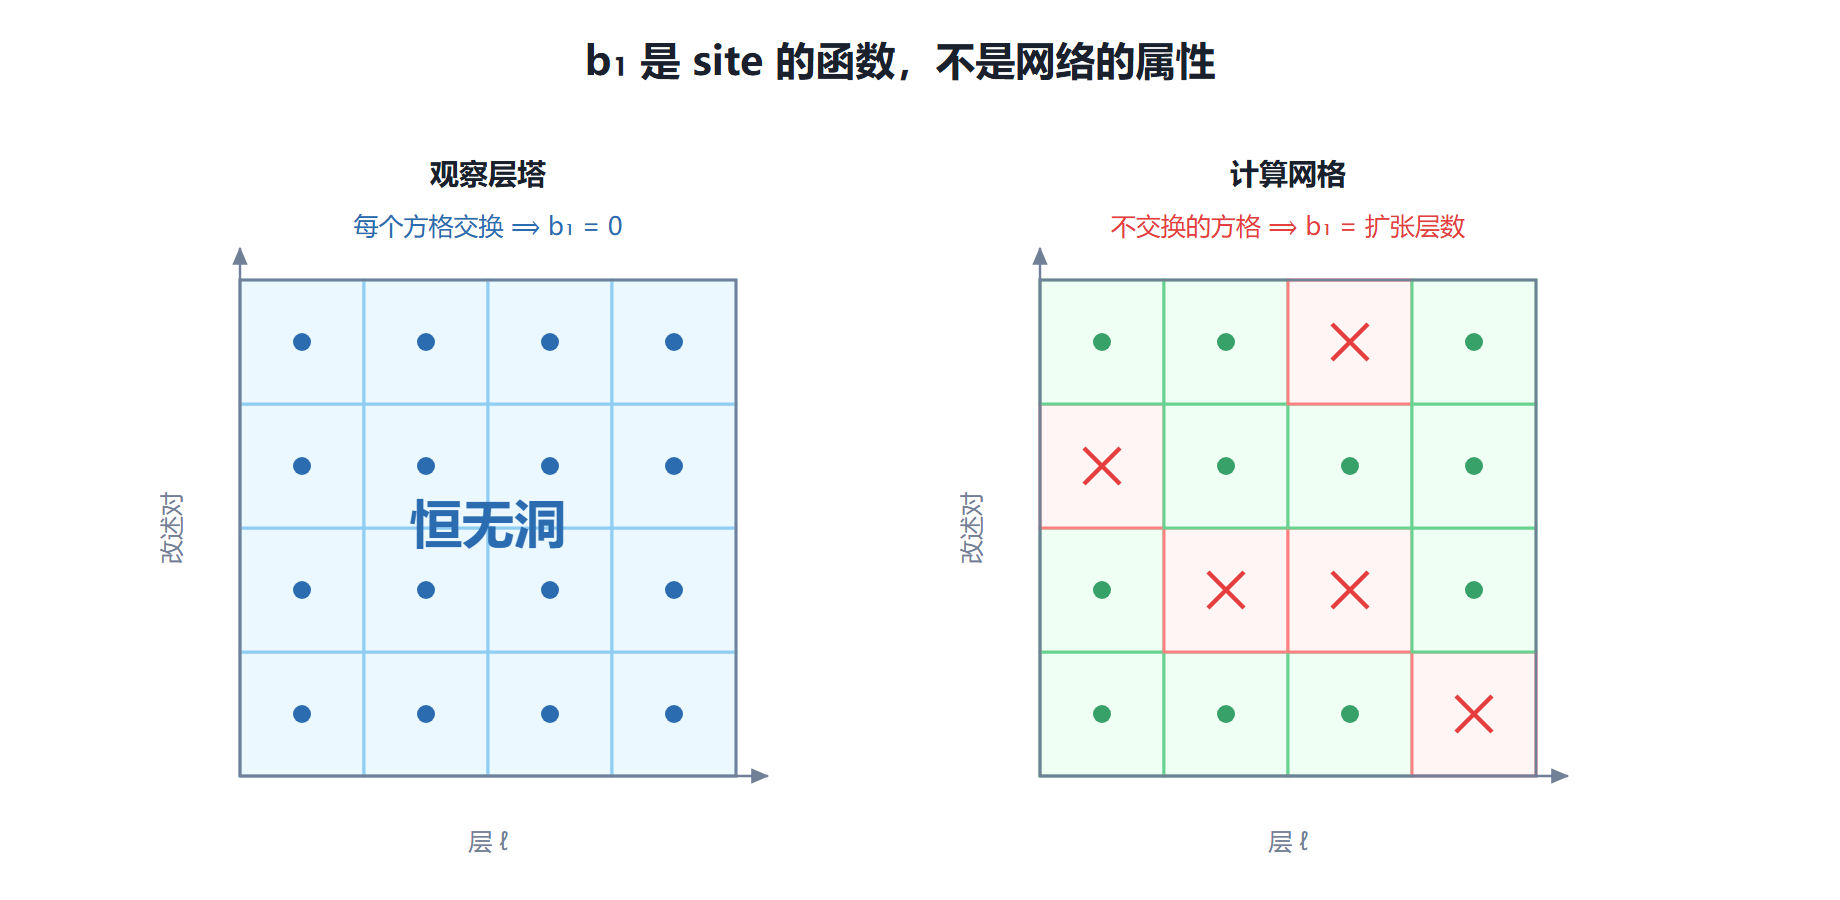 b₁ 是 site 的函数，不是网络的属性
观察层塔
每个方格交换 ⟹ b₁ = 0
改述对
恒无洞
层 ℓ
计算网格
不交换的方格 ⟹ b₁ = 扩张层数
改述对
层 ℓ